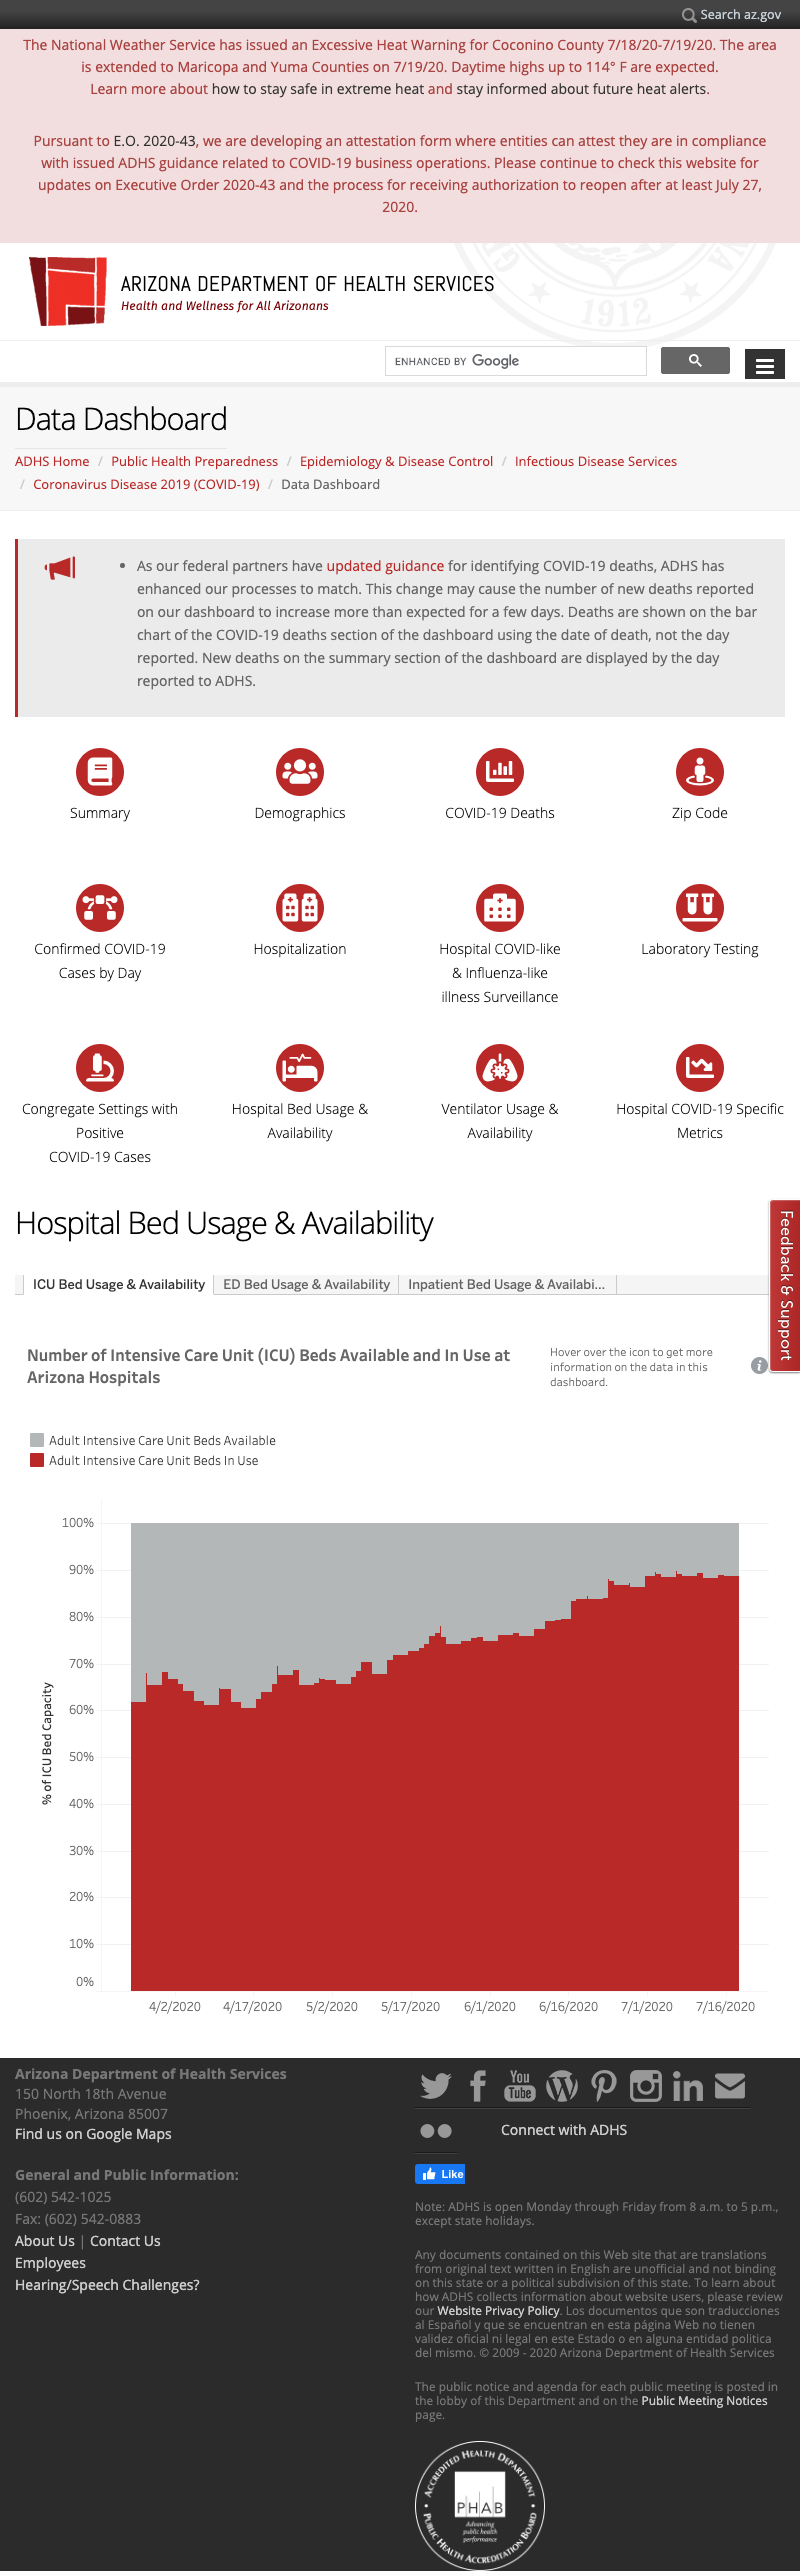 Search az.gov
The National Weather Service has issued an Excessive Heat Warning for Coconino County 7/18/20-7/19/20. The area
is extended to Maricopa and Yuma Counties on 7/19/20. Daytime highs up to 114° F are expected.
Learn more about how to stay safe in extreme heat and stay informed about future heat alerts.
Pursuant to E.O. 2020-43, we are developing an attestation form where entities can attest they are in compliance
with issued ADHS guidance related to COVID-19 business operations. Please continue to check this website for
updates on Executive Order 2020-43 and the process for receiving authorization to reopen after at least July 27,
2020.
1912
ARIZONA DEPARTMENT OF HEALTH SERVICES
Health and Wellness for All Arizonans
ENHANCED BY Google
Data Dashboard
ADHS Home / Public Health Preparedness / Epidemiology & Disease Control / Infectious Disease Services
/ Coronavirus Disease 2019 (COVID-19) / Data Dashboard
• As our federal partners have updated guidance for identifying COVID-19 deaths, ADHS has
enhanced our processes to match. This change may cause the number of new deaths reported
on our dashboard to increase more than expected for a few days. Deaths are shown on the bar
chart of the COVID-19 deaths section of the dashboard using the date of death, not the day
reported. New deaths on the summary section of the dashboard are displayed by the day
reported to ADHS.
Summary
Demographics
COVID-19 Deaths
Zip Code
Confirmed COVID-19
Cases by Day
Hospitalization
Hospital COVID-like
& Influenza-like
illness Surveillance
Laboratory Testing
Congregate Settings with
Positive
COVID-19 Cases
Hospital Bed Usage &
Availability
Ventilator Usage &
Availability
Hospital COVID-19 Specific
Metrics
Feedback & Support
Hospital Bed Usage & Availability
ICU Bed Usage & Availability
ED Bed Usage & Availability
Inpatient Bed Usage & Availabi...
Number of Intensive Care Unit (ICU) Beds Available and In Use at
Arizona Hospitals
Hover over the icon to get more
information on the data in this
dashboard.
Adult Intensive Care Unit Beds Available
Adult Intensive Care Unit Beds In Use
% of ICU Bed Capacity
100%
90%
80%
70%
60%
50%
40%
30%
20%
10%
0%
4/2/2020 4/17/2020 5/2/2020 5/17/2020 6/1/2020 6/16/2020 7/1/2020 7/16/2020
Arizona Department of Health Services
150 North 18th Avenue
Phoenix, Arizona 85007
Find us on Google Maps
General and Public Information:
(602) 542-1025
Fax: (602) 542-0883
About Us | Contact Us
Employees
Hearing/Speech Challenges?
You
Tube
Connect with ADHS
Like
Note: ADHS is open Monday through Friday from 8 a.m. to 5 p.m.,
except state holidays.
Any documents contained on this Web site that are translations
from original text written in English are unofficial and not binding
on this state or a political subdivision of this state. To learn about
how ADHS collects information about website users, please review
our Website Privacy Policy. Los documentos que son traducciones
al Español y que se encuentran en esta página Web no tienen
validez oficial ni legal en este Estado o en alguna entidad politica
del mismo. © 2009 - 2020 Arizona Department of Health Services
The public notice and agenda for each public meeting is posted in
the lobby of this Department and on the Public Meeting Notices
page.
ACCREDITED HEALTH DEPARTMENT
PHAB
Advancing
public health
performance
PUBLIC HEALTH ACCREDITATION BOARD